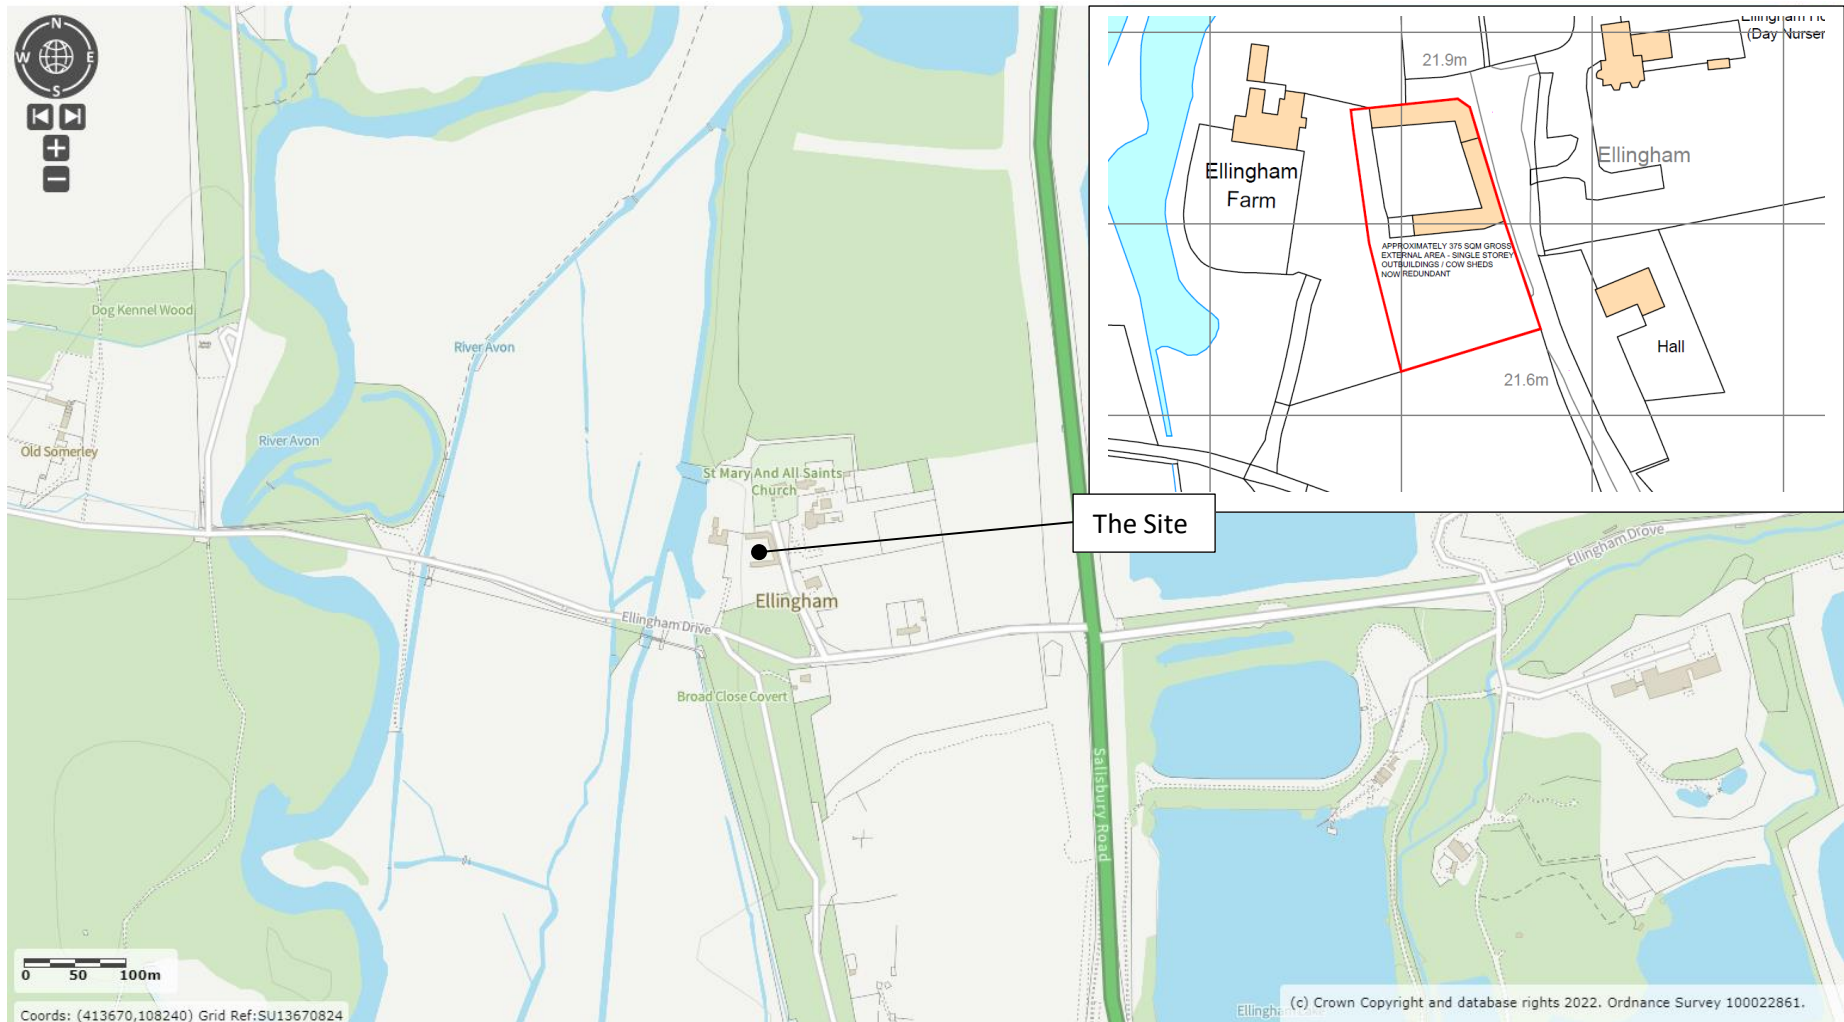 N
W
E
S
Ellingham
(Day Nurser
21.9m
Ellingham
Ellingham
Farm
APPROXIMATELY 375 SQM GROSS
EXTERNAL AREA - SINGLE STOREY
OUTBUILDINGS / COW SHEDS
NOW REDUNDANT
Hall
21.6m
Dog Kennel Wood
River Avon
River Avon
Old Somerley
St Mary And All Saints
Church
The Site
Ellingham Drove
Ellingham
Ellingham Drive
Broad Close Covert
Salisbury Road
0 50 100m
Coords: (413670,108240) Grid Ref:SU13670824
Ellingham
(c) Crown Copyright and database rights 2022. Ordnance Survey 100022861.